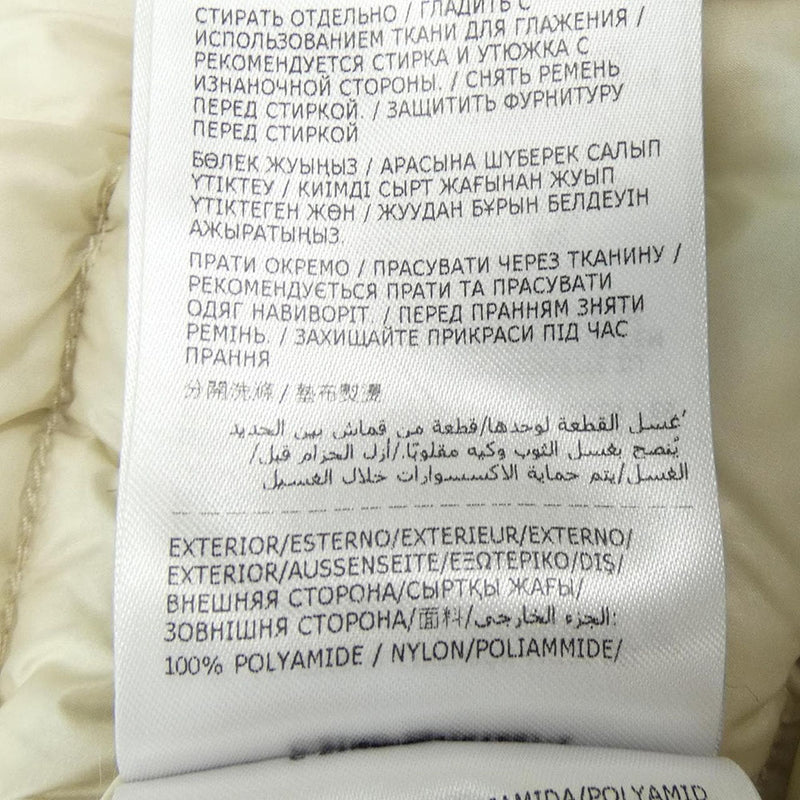 СТИРАТЬ ОТДЕЛЬНО / ГЛАДИТЬ С
ИСПОЛЬЗОВАНИЕМ ТКАНИ ДЛЯ ГЛАЖЕНИЯ /
РЕКОМЕНДУЕТСЯ СТИРКА И УТЮЖКА С
ИЗНАНОЧНОЙ СТОРОНЫ. / СНЯТЬ РЕМЕНЬ
ПЕРЕД СТИРКОЙ. / ЗАЩИТИТЬ ФУРНИТУРУ
ПЕРЕД СТИРКОЙ
БӨЛЕК ЖУЫҢЫЗ / АРАСЫНА ШҮБЕРЕК САЛЫП
ҮТІКТЕУ / КИІМДІ СЫРТ ЖАҒЫНАН ЖУЫП
ҮТІКТЕГЕН ЖӨН / ЖУУДАН БҰРЫН БЕЛДЕУІН
АЖЫРАТЫҢЫЗ.
ПРАТИ ОКРЕМО / ПРАСУВАТИ ЧЕРЕЗ ТКАНИНУ /
РЕКОМЕНДУЄТЬСЯ ПРАТИ ТА ПРАСУВАТИ
ОДЯГ НАВИВОРІТ. / ПЕРЕД ПРАННЯМ ЗНЯТИ
РЕМІНЬ. / ЗАХИЩАЙТЕ ПРИКРАСИ ПІД ЧАС
ПРАННЯ
分開洗滌 / 墊布製燙
غسل القطعة لوحدها/قطعة من قماش بين الحديد
يُنصح بغسل الثوب وكيه مقلوبًا./أزل الحزام قبل/
الغسل/يتم حماية الاكسسوارات خلال الغسيل
EXTERIOR/ESTERNO/EXTERIEUR/EXTERNO/
EXTERIOR/AUSSENSEITE/ΕΞΩΤΕΡΙΚΟ/DIŞ/
ВНЕШНЯЯ СТОРОНА/СЫРТҚЫ ЖАҒЫ/
ЗОВНІШНЯ СТОРОНА/面料/الجزء الخارجي:
100% POLYAMIDE / NYLON/POLIAMMIDE/